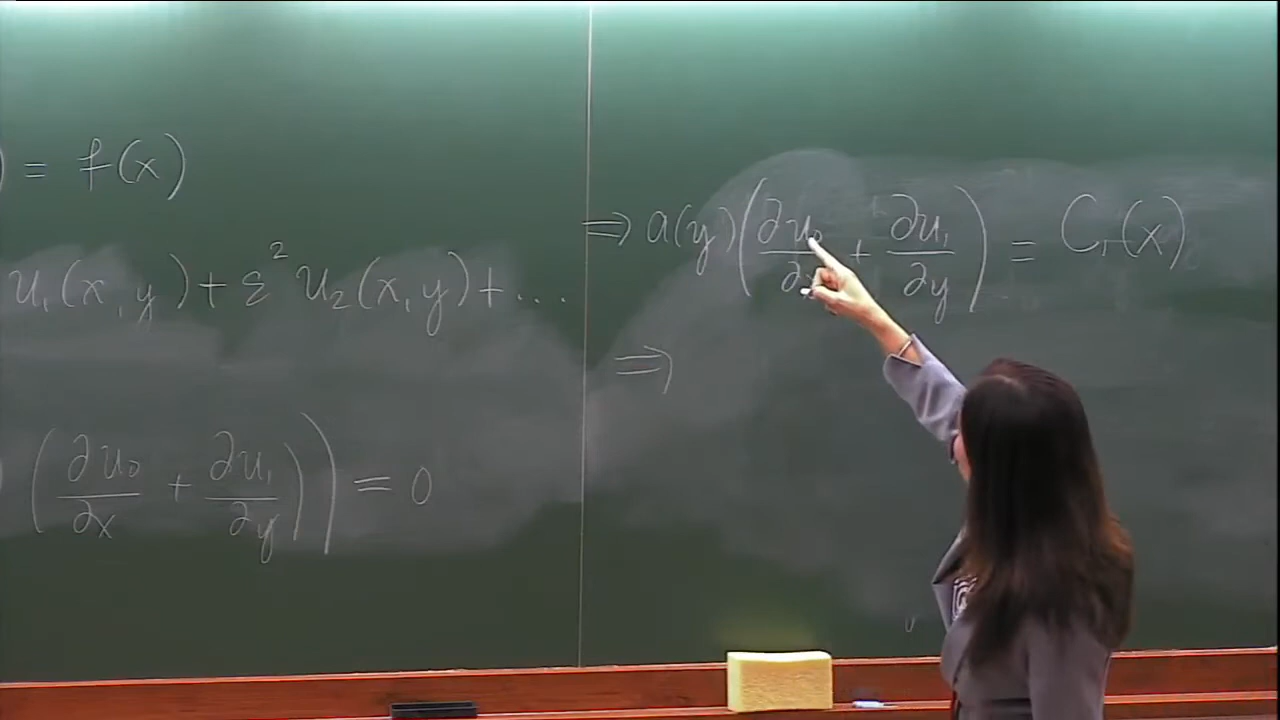 ) = f(x)
u₁(x,y) + ε² u₂(x,y) + ...
) (∂u₀/∂x + ∂u₁/∂y)) = 0
⇒ a(y)(∂u₀/∂x + ∂u₁/∂y) = C₁(x)
⇒